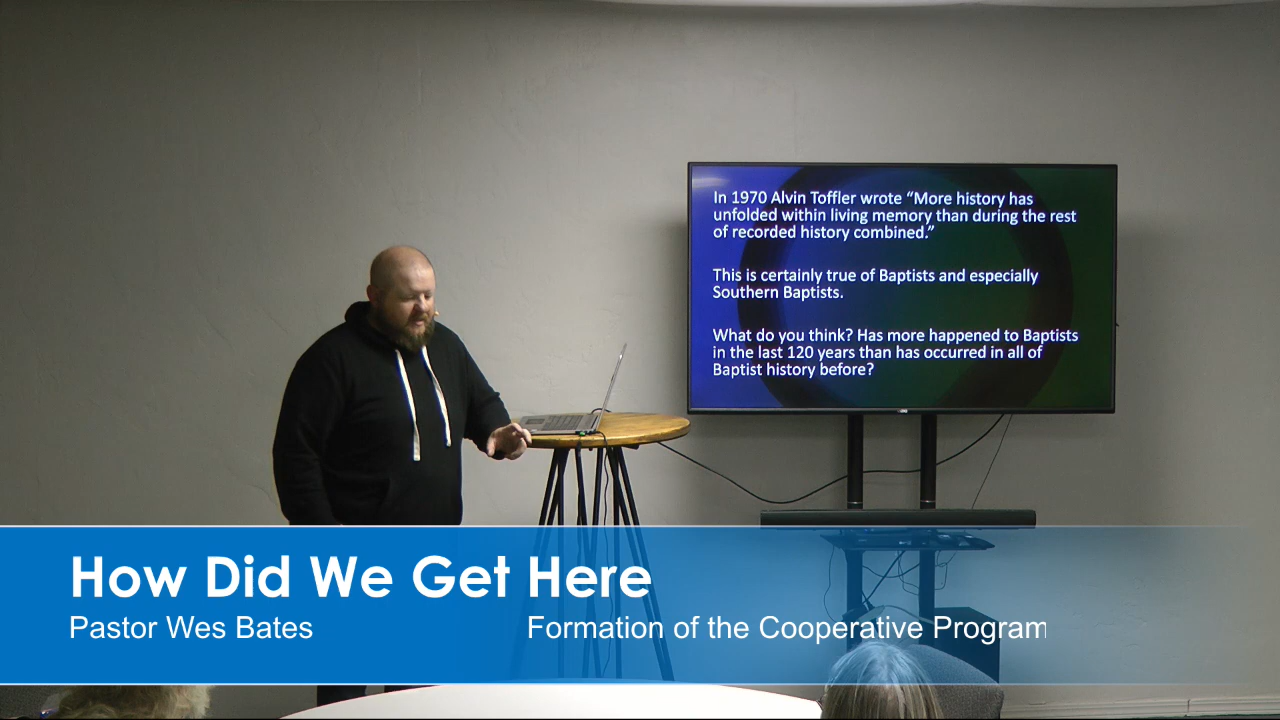 In 1970 Alvin Toffler wrote “More history has
unfolded within living memory than during the rest
of recorded history combined.”
This is certainly true of Baptists and especially
Southern Baptists.
What do you think? Has more happened to Baptists
in the last 120 years than has occurred in all of
Baptist history before?
How Did We Get Here
Pastor Wes Bates
Formation of the Cooperative Program